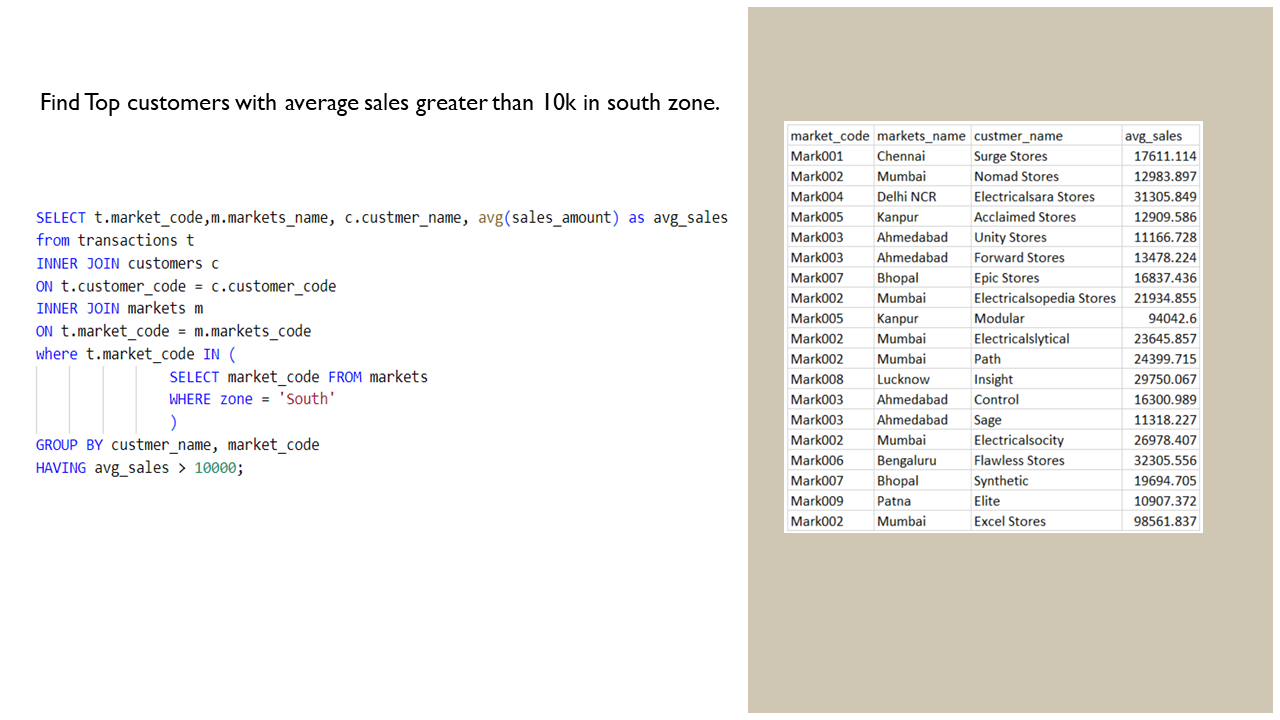 Find Top customers with average sales greater than 10k in south zone.
SELECT t.market_code,m.markets_name, c.custmer_name, avg(sales_amount) as avg_sales
from transactions t
INNER JOIN customers c
ON t.customer_code = c.customer_code
INNER JOIN markets m
ON t.market_code = m.markets_code
where t.market_code IN (
SELECT market_code FROM markets
WHERE zone = 'South'
)
GROUP BY custmer_name, market_code
HAVING avg_sales > 10000;
market_code markets_name custmer_name avg_sales
Mark001 Chennai Surge Stores 17611.114
Mark002 Mumbai Nomad Stores 12983.897
Mark004 Delhi NCR Electricalsara Stores 31305.849
Mark005 Kanpur Acclaimed Stores 12909.586
Mark003 Ahmedabad Unity Stores 11166.728
Mark003 Ahmedabad Forward Stores 13478.224
Mark007 Bhopal Epic Stores 16837.436
Mark002 Mumbai Electricalsopedia Stores 21934.855
Mark005 Kanpur Modular 94042.6
Mark002 Mumbai Electricalslytical 23645.857
Mark002 Mumbai Path 24399.715
Mark008 Lucknow Insight 29750.067
Mark003 Ahmedabad Control 16300.989
Mark003 Ahmedabad Sage 11318.227
Mark002 Mumbai Electricalsocity 26978.407
Mark006 Bengaluru Flawless Stores 32305.556
Mark007 Bhopal Synthetic 19694.705
Mark009 Patna Elite 10907.372
Mark002 Mumbai Excel Stores 98561.837